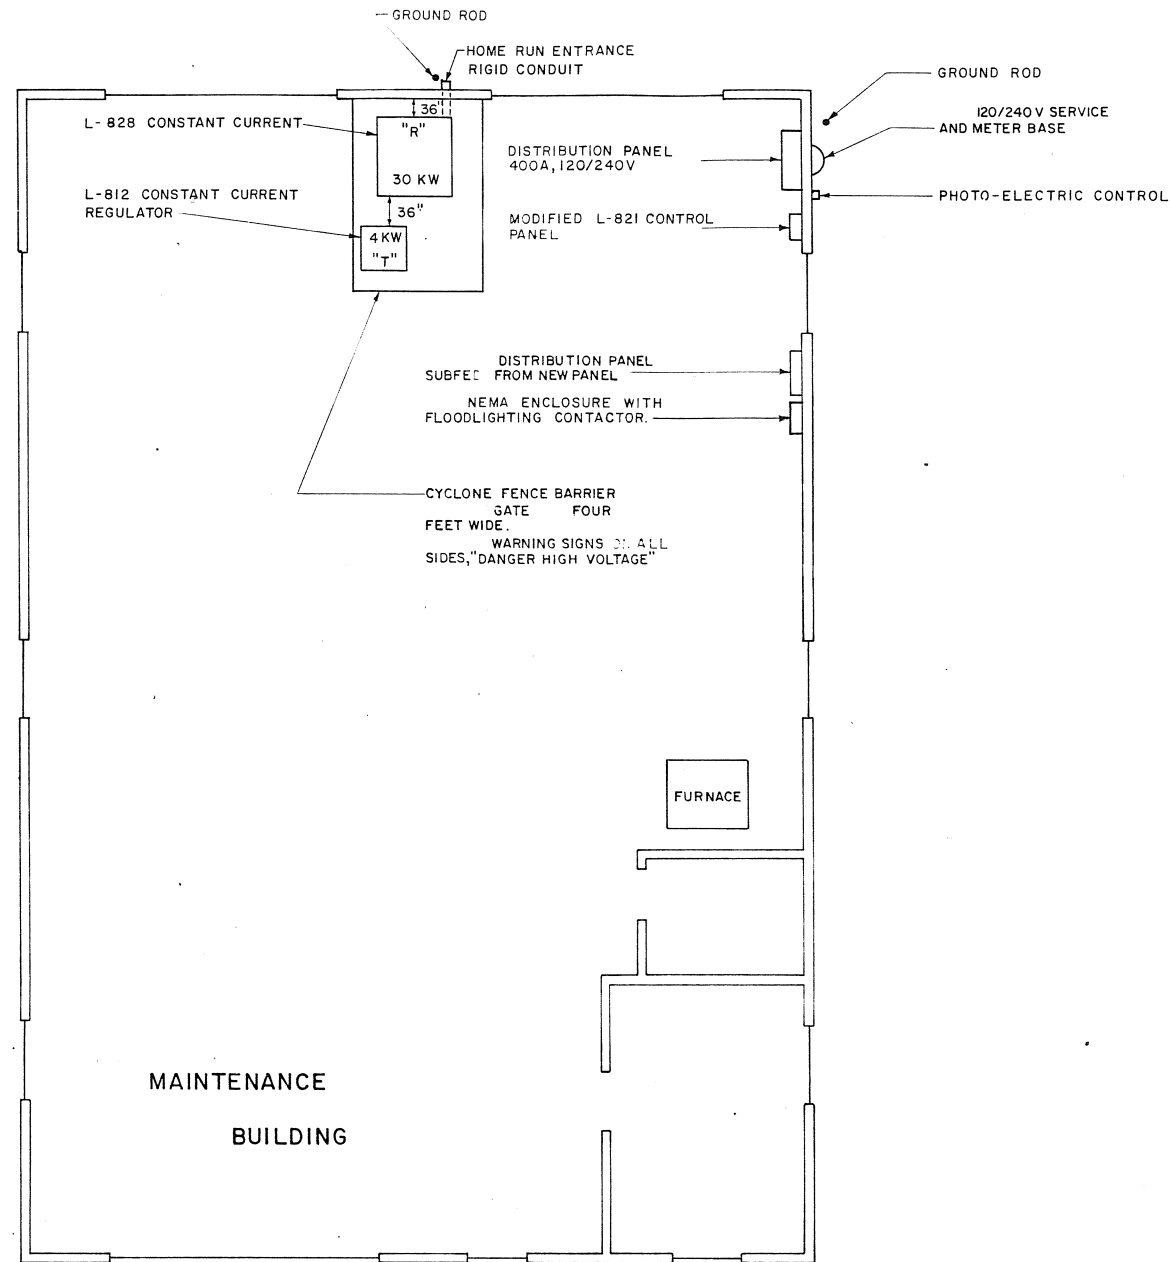 GROUND ROD
HOME RUN ENTRANCE
RIGID CONDUIT
GROUND ROD
120/240 V SERVICE
AND METER BASE
PHOTO-ELECTRIC CONTROL
L-828 CONSTANT CURRENT
36"
"R"
30 KW
DISTRIBUTION PANEL
400A, 120/240V
L-812 CONSTANT CURRENT
REGULATOR
36"
4 KW
"T"
MODIFIED L-821 CONTROL
PANEL
DISTRIBUTION PANEL
SUBFED FROM NEW PANEL
NEMA ENCLOSURE WITH
FLOODLIGHTING CONTACTOR.
CYCLONE FENCE BARRIER
GATE FOUR
FEET WIDE.
WARNING SIGNS ON ALL
SIDES, "DANGER HIGH VOLTAGE"
FURNACE
MAINTENANCE
BUILDING